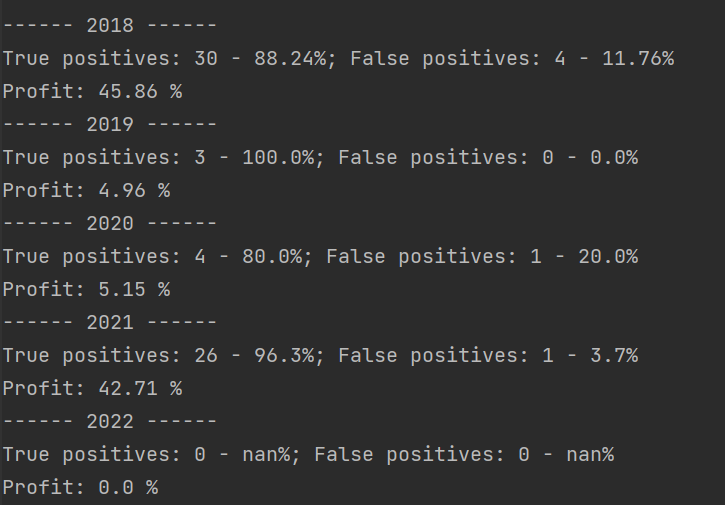 ------ 2018 ------
True positives: 30 - 88.24%; False positives: 4 - 11.76%
Profit: 45.86 %
------ 2019 ------
True positives: 3 - 100.0%; False positives: 0 - 0.0%
Profit: 4.96 %
------ 2020 ------
True positives: 4 - 80.0%; False positives: 1 - 20.0%
Profit: 5.15 %
------ 2021 ------
True positives: 26 - 96.3%; False positives: 1 - 3.7%
Profit: 42.71 %
------ 2022 ------
True positives: 0 - nan%; False positives: 0 - nan%
Profit: 0.0 %